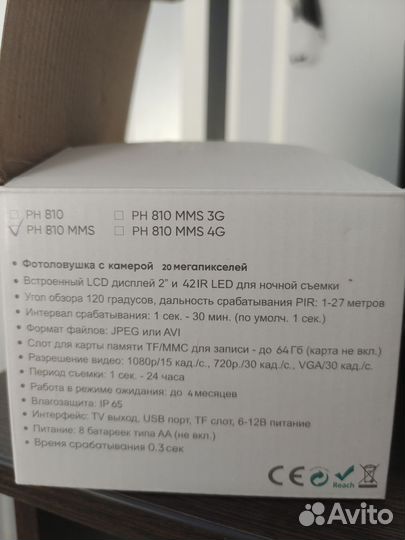 PH 810 PH 810 MMS 3G
PH 810 MMS PH 810 MMS 4G
• Фотоловушка с камерой 20 мегапикселей
• Встроенный LCD дисплей 2" и 42IR LED для ночной съемки
• Угол обзора 120 градусов, дальность срабатывания PIR: 1-27 метров
• Интервал срабатывания: 1 сек. - 30 мин. (по умолч. 1 сек.)
• Формат файлов: JPEG или AVI
• Слот для карты памяти TF/MMC для записи - до 64 Гб (карта не вкл.)
• Разрешение видео: 1080p/15 кад./с., 720p./30 кад./с., VGA/30 кад./с.
• Период съемки: 1 сек. - 24 часа
• Работа в режиме ожидания: до 4 месяцев
• Влагозащита: IP 65
• Интерфейс: TV выход, USB порт, TF слот, 6-12В питание
• Питание: 8 батареек типа АА (не вкл.)
• Время срабатывания 0.3 сек
CE Reach
Avito